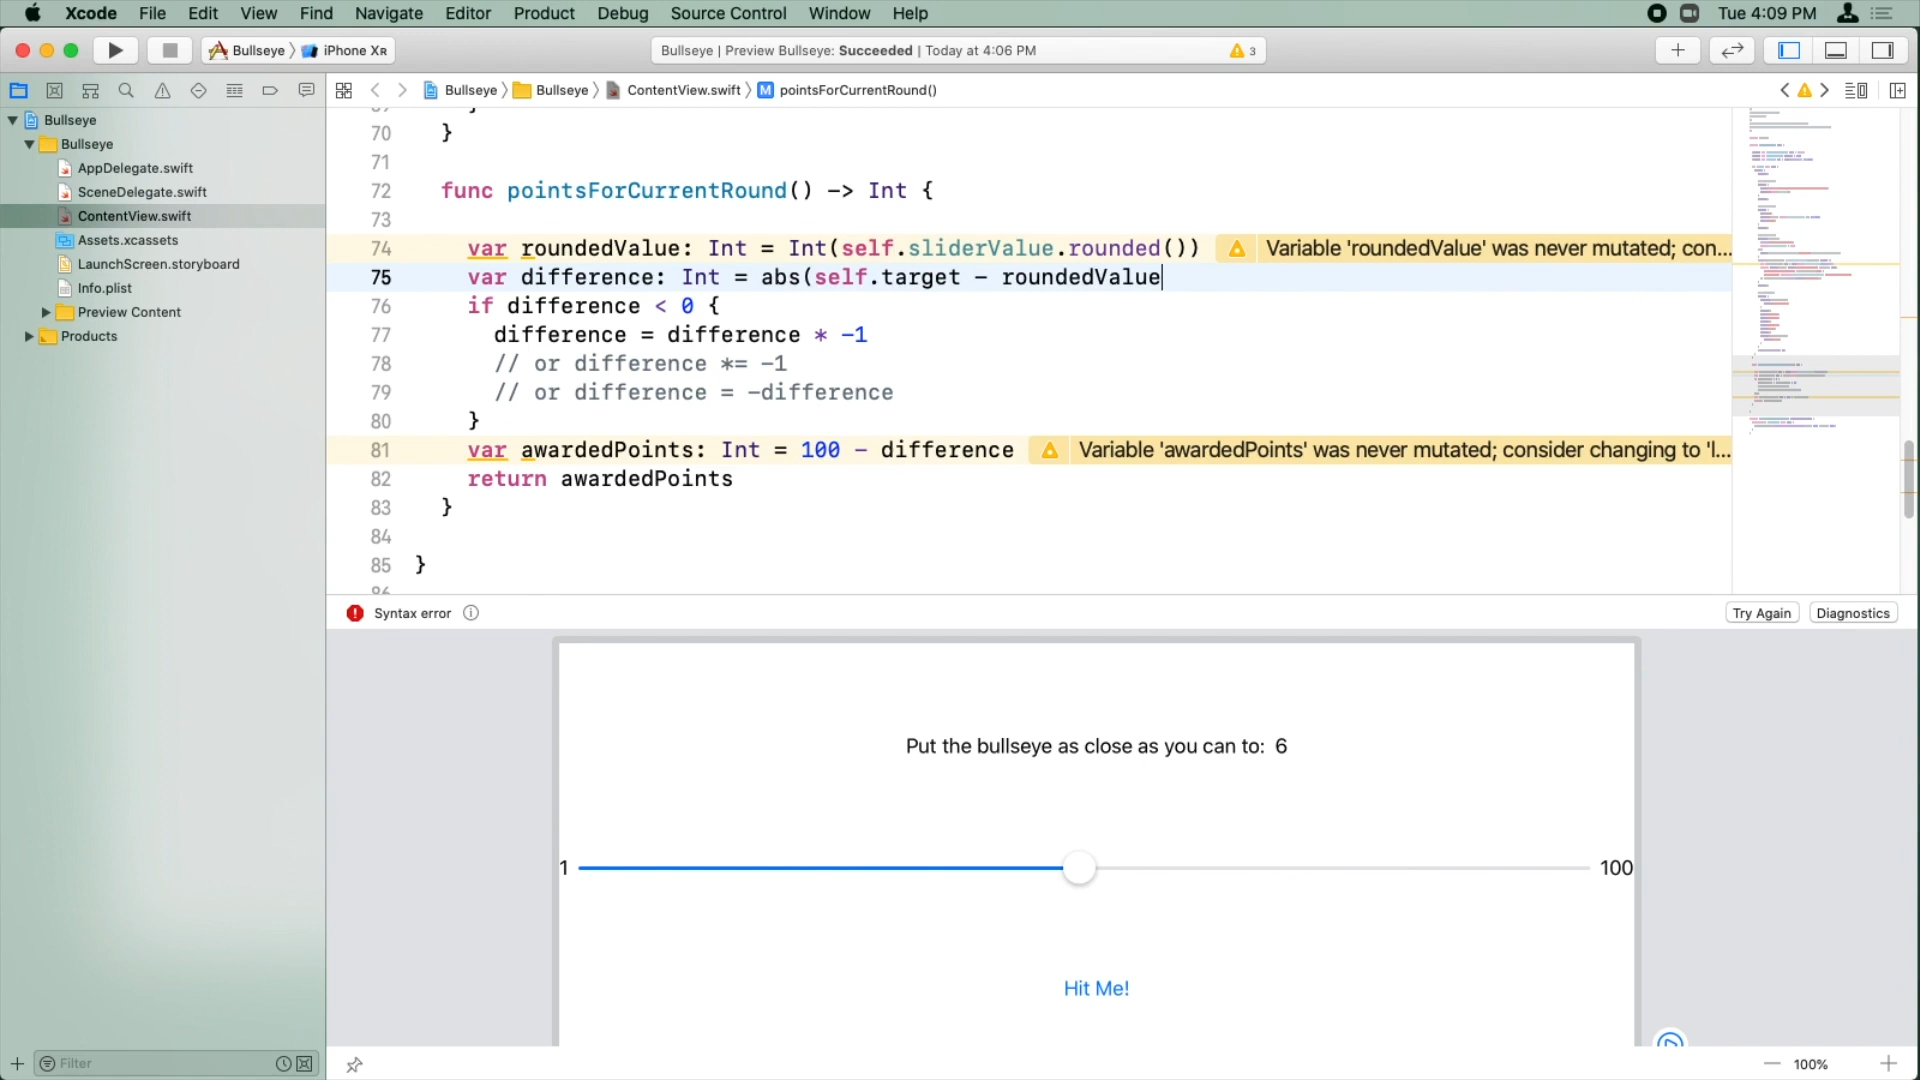 Xcode File Edit View Find Navigate Editor Product Debug Source Control Window Help Tue 4:09 PM
Bullseye iPhone XR Bullseye | Preview Bullseye: Succeeded | Today at 4:06 PM 3
Bullseye Bullseye ContentView.swift M pointsForCurrentRound()
Bullseye
Bullseye
AppDelegate.swift
SceneDelegate.swift
ContentView.swift
Assets.xcassets
LaunchScreen.storyboard
Info.plist
Preview Content
Products
Filter
70 }
71
72 func pointsForCurrentRound() -> Int {
73
74 var roundedValue: Int = Int(self.sliderValue.rounded()) Variable 'roundedValue' was never mutated; con...
75 var difference: Int = abs(self.target - roundedValue
76 if difference < 0 {
77 difference = difference * -1
78 // or difference *= -1
79 // or difference = -difference
80 }
81 var awardedPoints: Int = 100 - difference Variable 'awardedPoints' was never mutated; consider changing to 'l...
82 return awardedPoints
83 }
84
85 }
Syntax error Try Again Diagnostics
Put the bullseye as close as you can to: 6
1 100
Hit Me!
100%